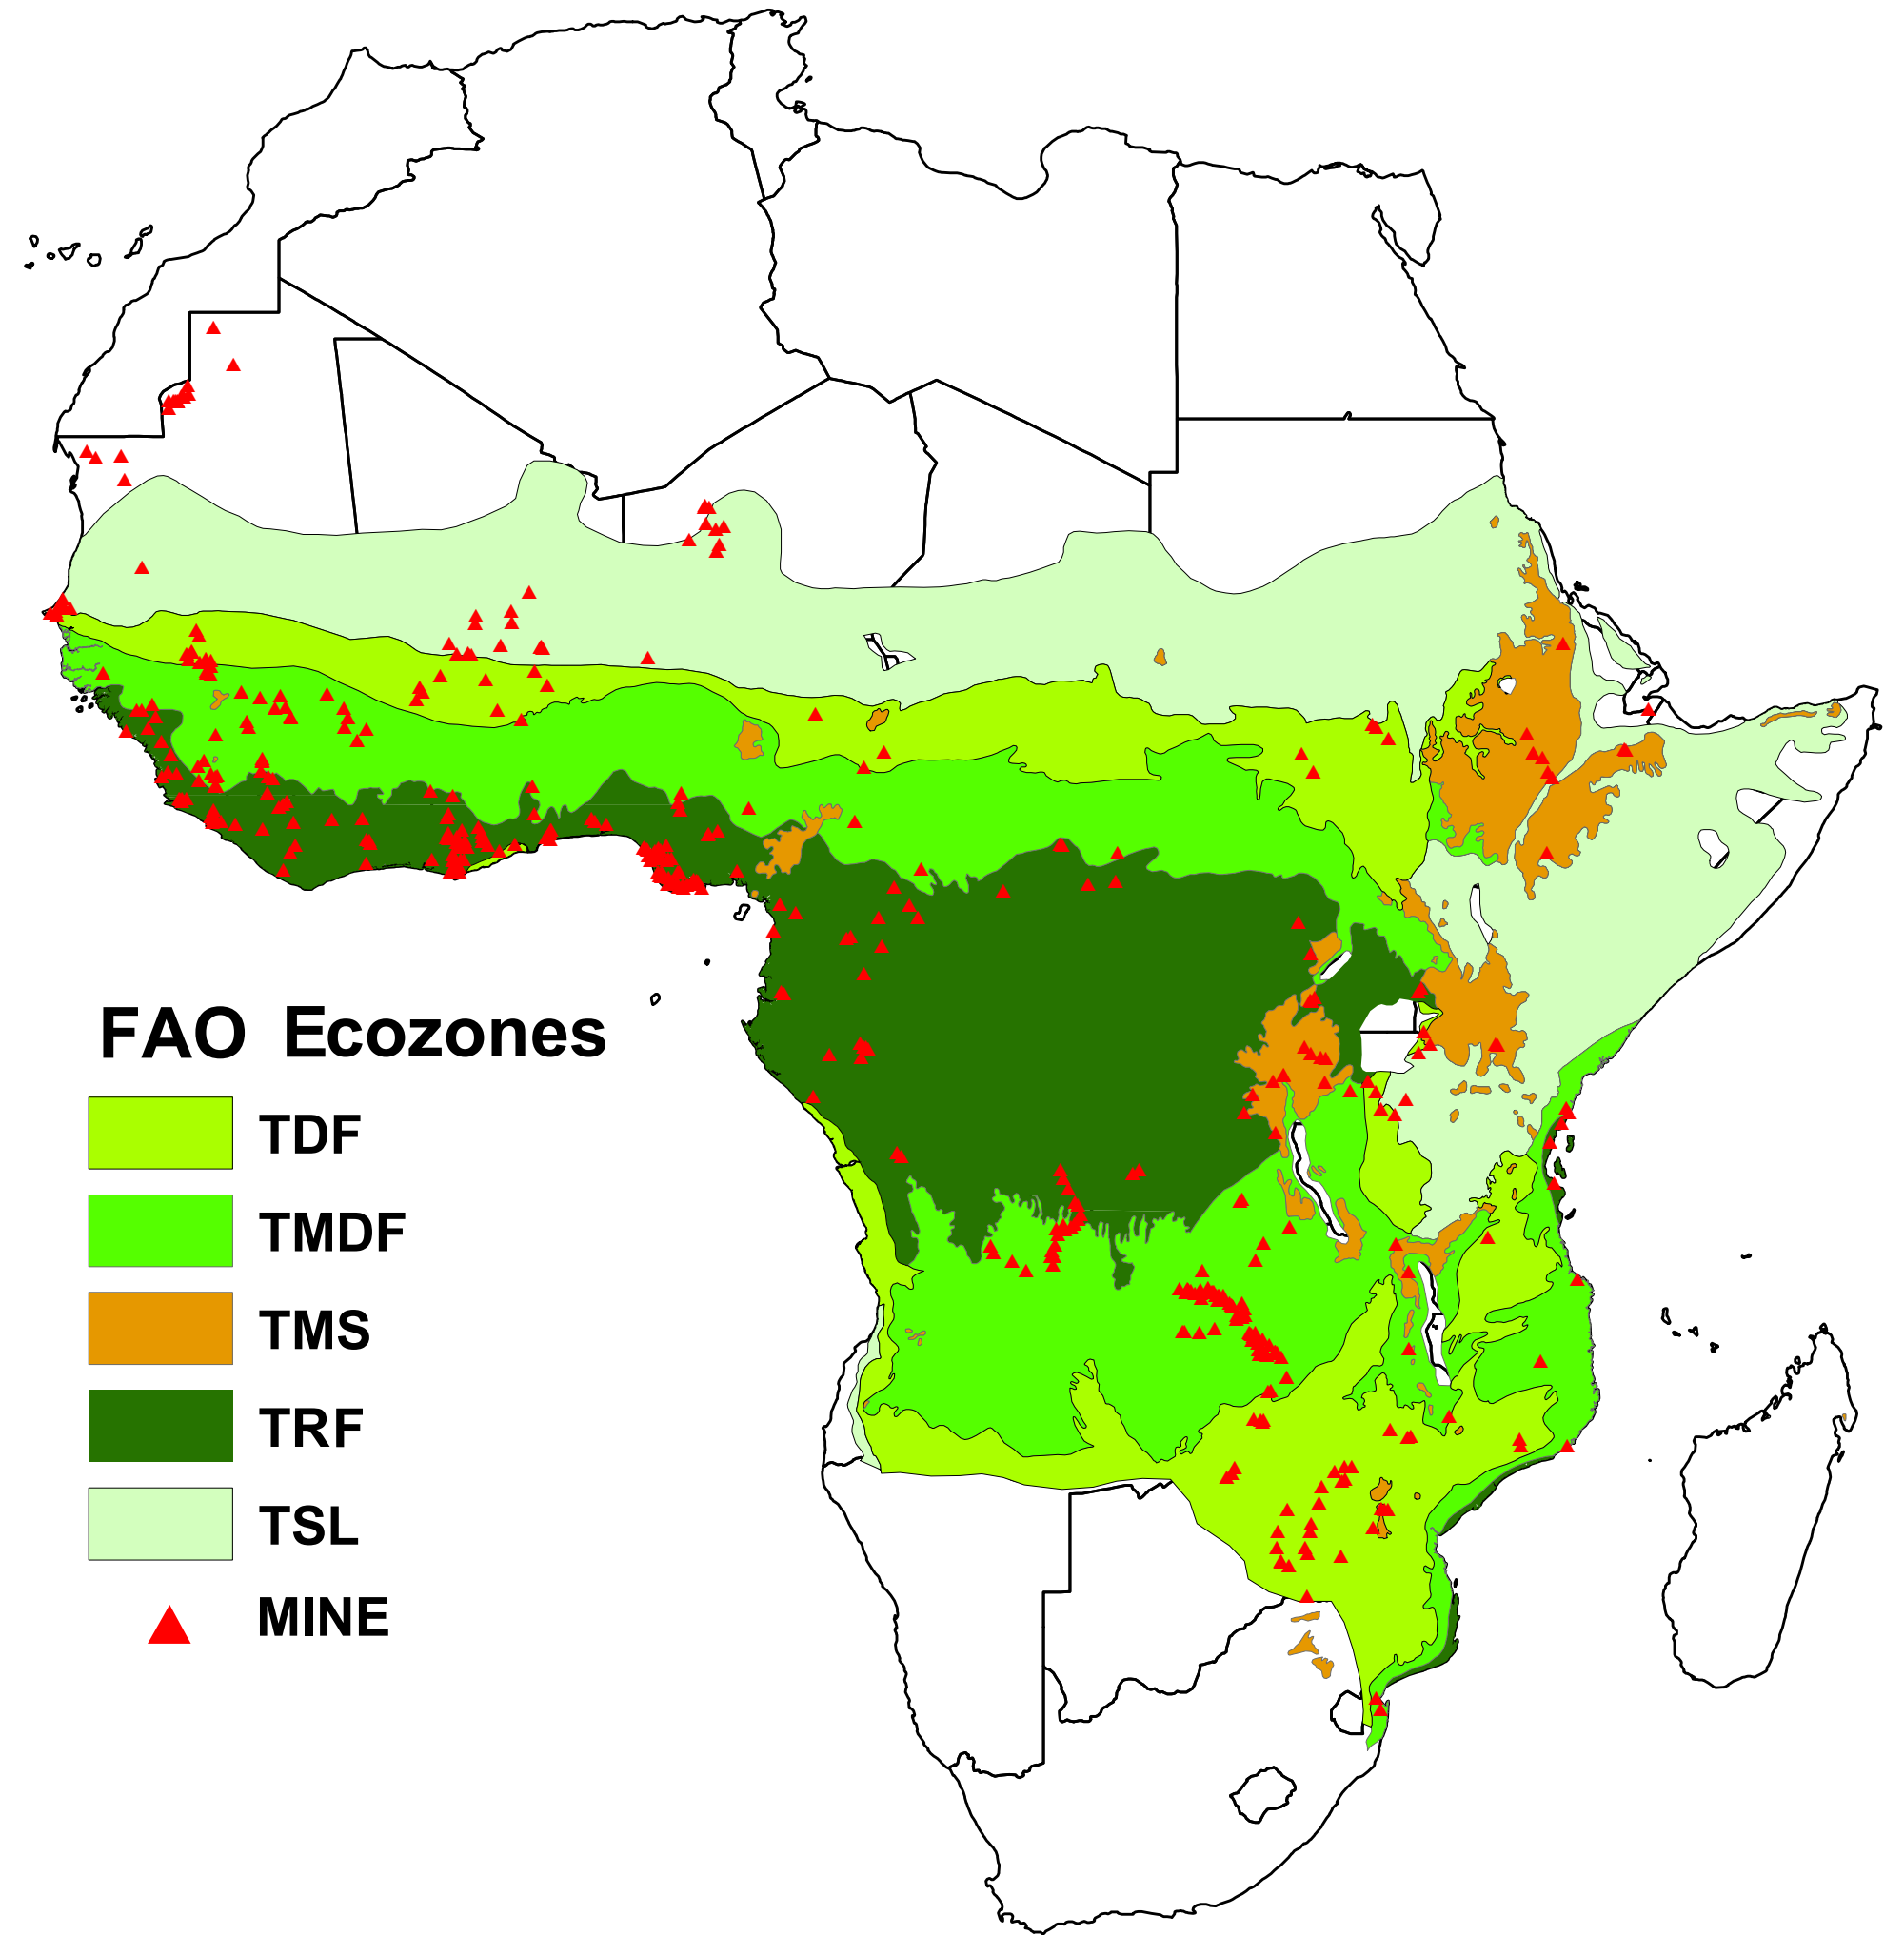 FAO Ecozones
TDF
TMDF
TMS
TRF
TSL
MINE